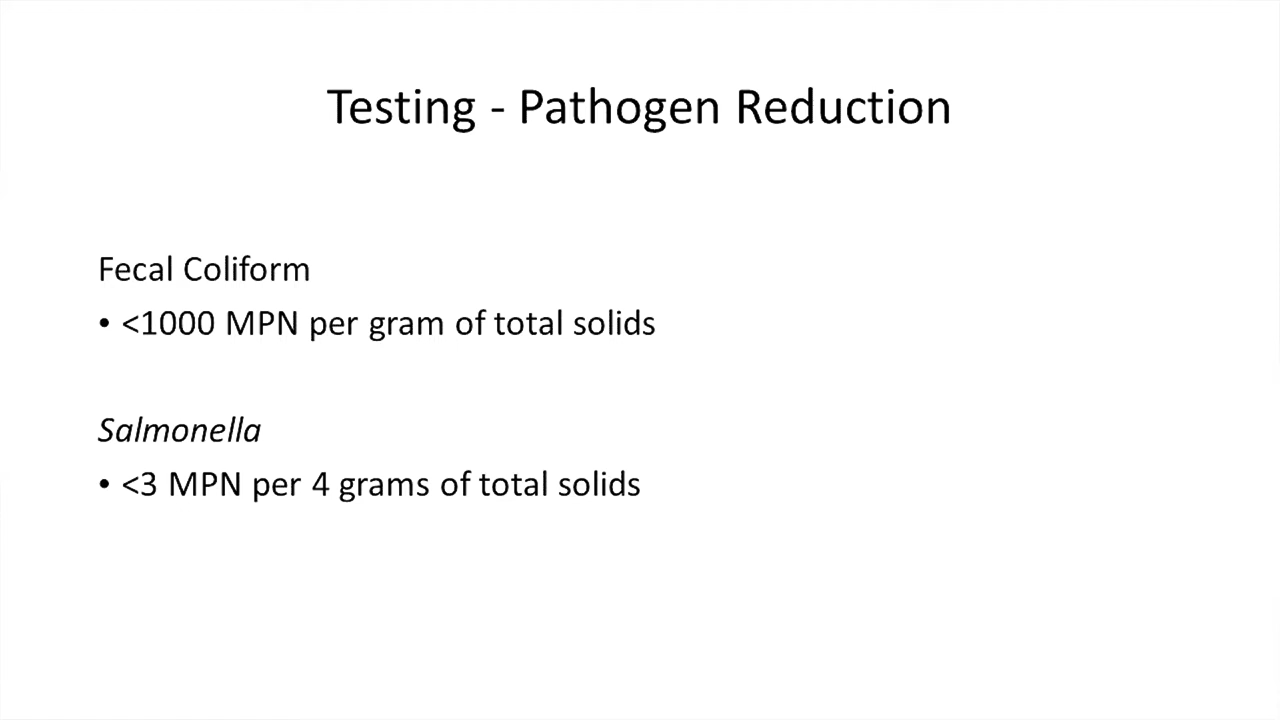 Testing - Pathogen Reduction
Fecal Coliform
• <1000 MPN per gram of total solids
Salmonella
• <3 MPN per 4 grams of total solids